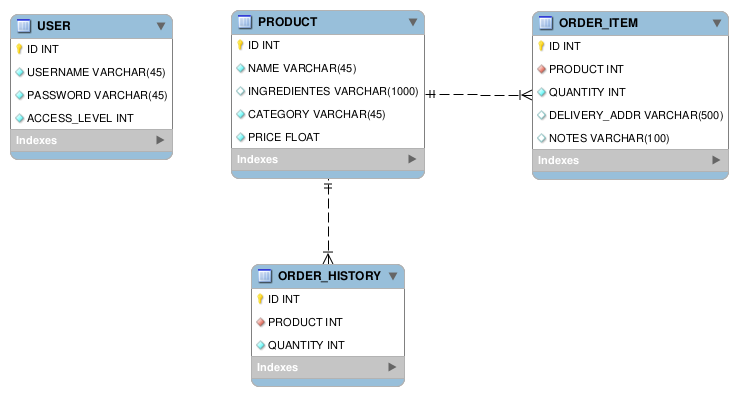 USER
ID INT
USERNAME VARCHAR(45)
PASSWORD VARCHAR(45)
ACCESS_LEVEL INT
Indexes
PRODUCT
ID INT
NAME VARCHAR(45)
INGREDIENTES VARCHAR(1000)
CATEGORY VARCHAR(45)
PRICE FLOAT
Indexes
ORDER_ITEM
ID INT
PRODUCT INT
QUANTITY INT
DELIVERY_ADDR VARCHAR(500)
NOTES VARCHAR(100)
Indexes
ORDER_HISTORY
ID INT
PRODUCT INT
QUANTITY INT
Indexes